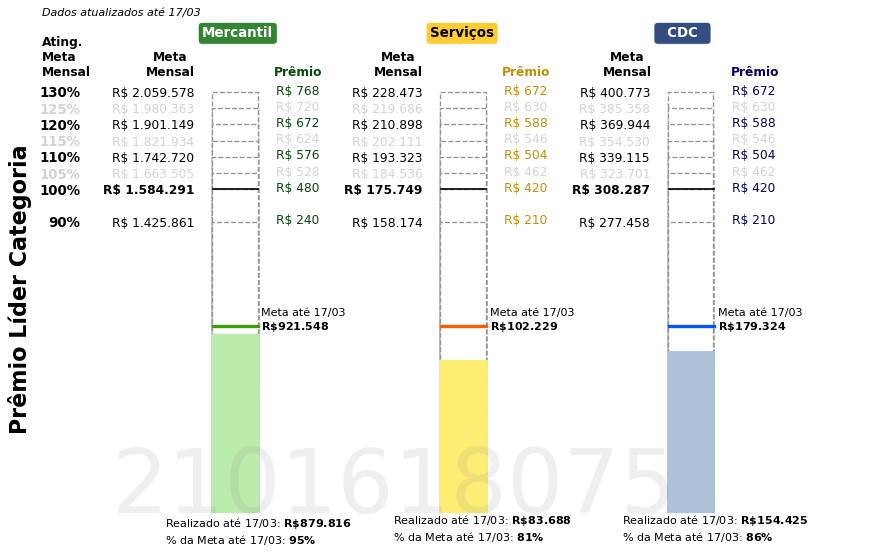 Dados atualizados até 17/03
Mercantil Serviços CDC
Ating.
Meta
Mensal
Meta
Mensal Prêmio Meta
Mensal Prêmio Meta
Mensal Prêmio
130% R$ 2.059.578 R$ 768 R$ 228.473 R$ 672 R$ 400.773 R$ 672
125% R$ 1.980.363 R$ 720 R$ 219.686 R$ 630 R$ 385.358 R$ 630
120% R$ 1.901.149 R$ 672 R$ 210.898 R$ 588 R$ 369.944 R$ 588
115% R$ 1.821.934 R$ 624 R$ 202.111 R$ 546 R$ 354.530 R$ 546
110% R$ 1.742.720 R$ 576 R$ 193.323 R$ 504 R$ 339.115 R$ 504
105% R$ 1.663.505 R$ 528 R$ 184.536 R$ 462 R$ 323.701 R$ 462
100% R$ 1.584.291 R$ 480 R$ 175.749 R$ 420 R$ 308.287 R$ 420
90% R$ 1.425.861 R$ 240 R$ 158.174 R$ 210 R$ 277.458 R$ 210
Prêmio Líder Categoria
Meta até 17/03 Meta até 17/03 Meta até 17/03
R$921.548 R$102.229 R$179.324
2101618075
Realizado até 17/03: R$879.816 Realizado até 17/03: R$83.688 Realizado até 17/03: R$154.425
% da Meta até 17/03: 95% % da Meta até 17/03: 81% % da Meta até 17/03: 86%